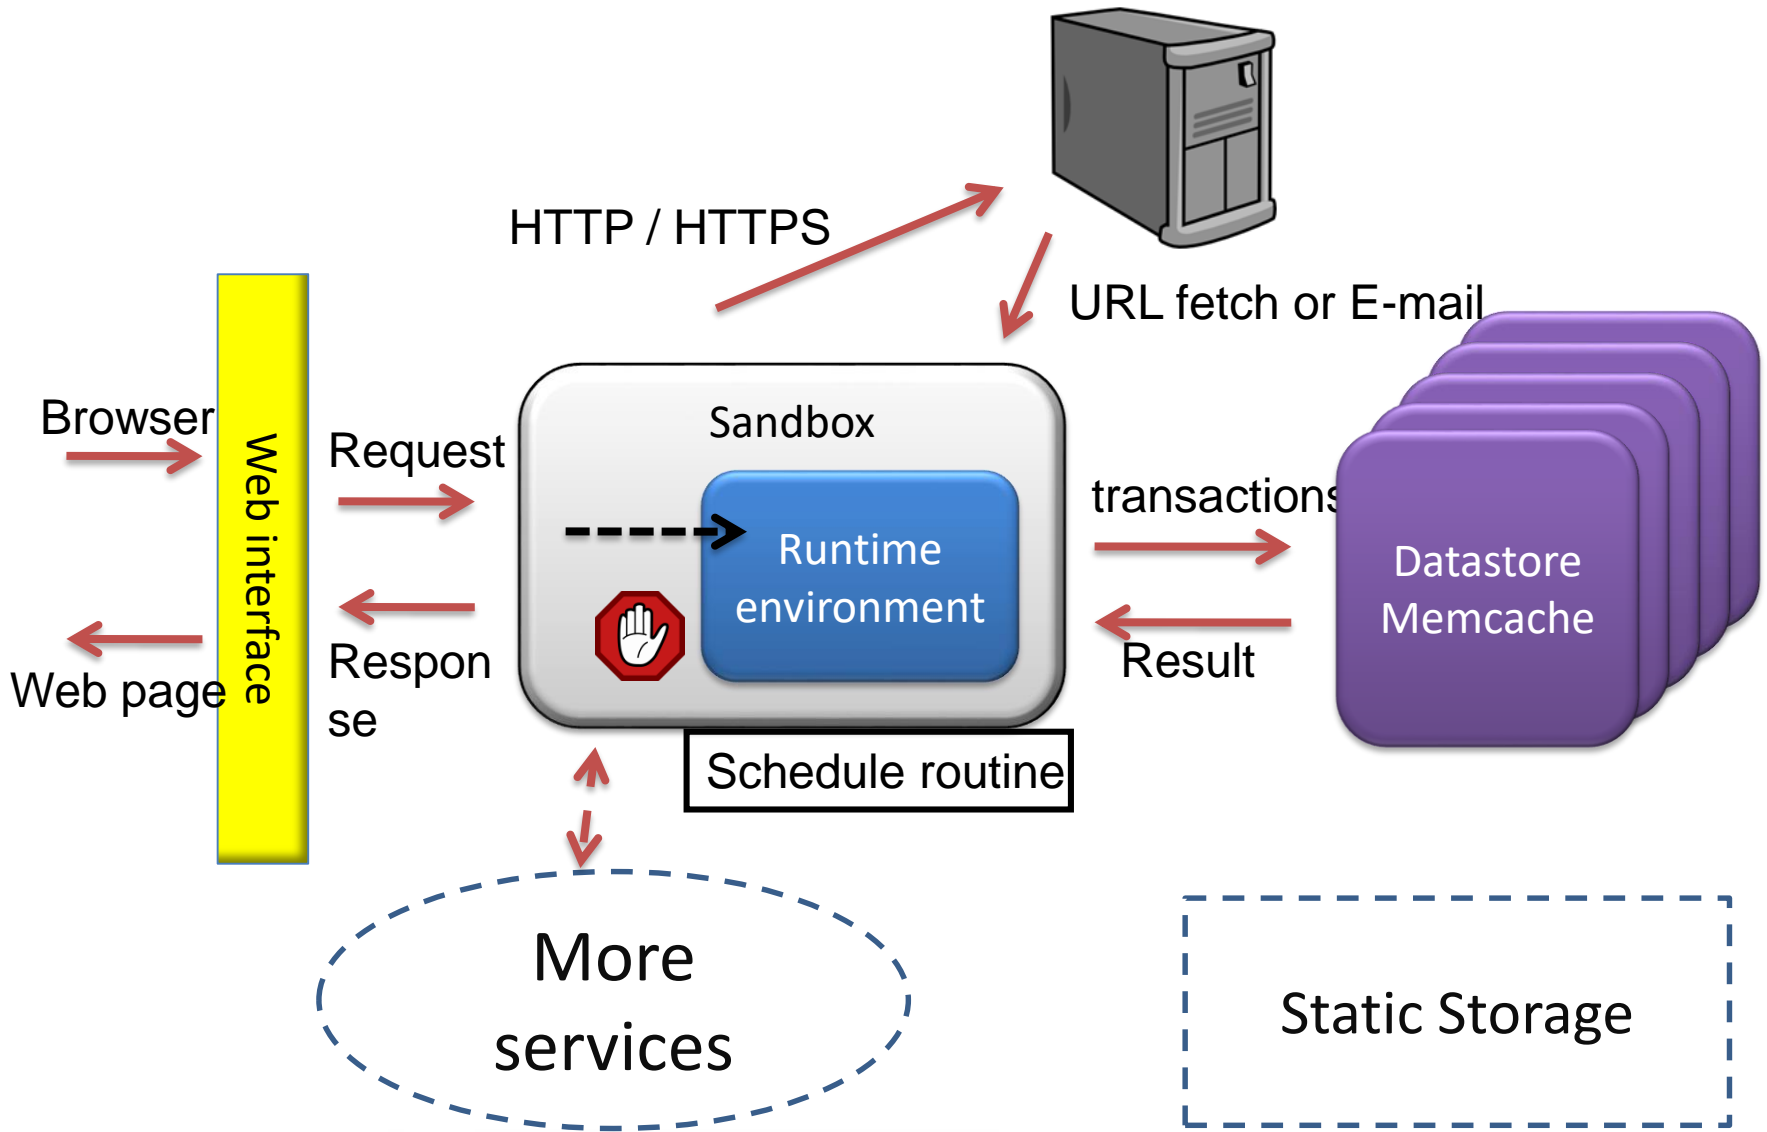 HTTP / HTTPS
URL fetch or E-mail
Browser
Web interface
Request
Sandbox
transactions
Runtime
environment
Datastore
Memcache
Web page
Respon
se
Result
Schedule routine
More
services
Static Storage